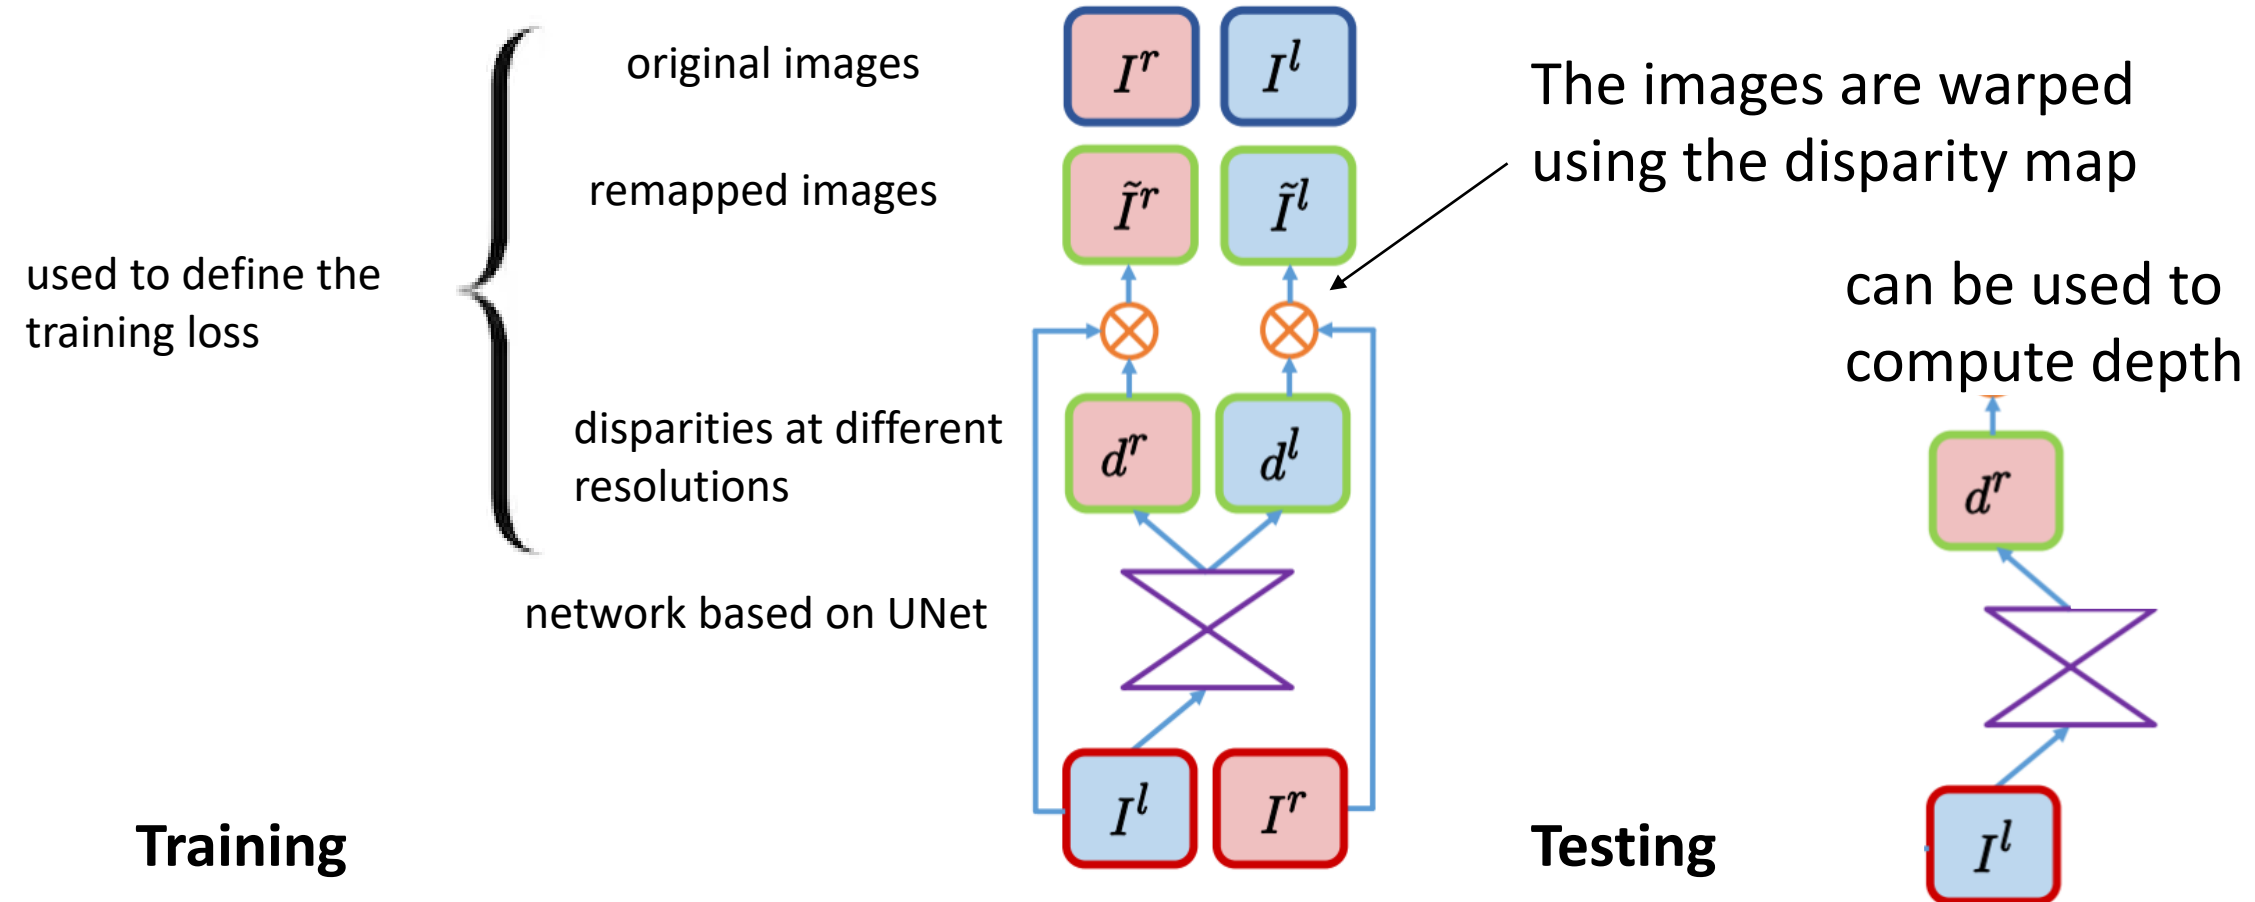 original images
I^r I^l
The images are warped
using the disparity map
remapped images
Ĩ^r Ĩ^l
used to define the
training loss
can be used to
compute depth
disparities at different
resolutions
d^r d^l
d^r
network based on UNet
I^l I^r
Training
Testing
I^l